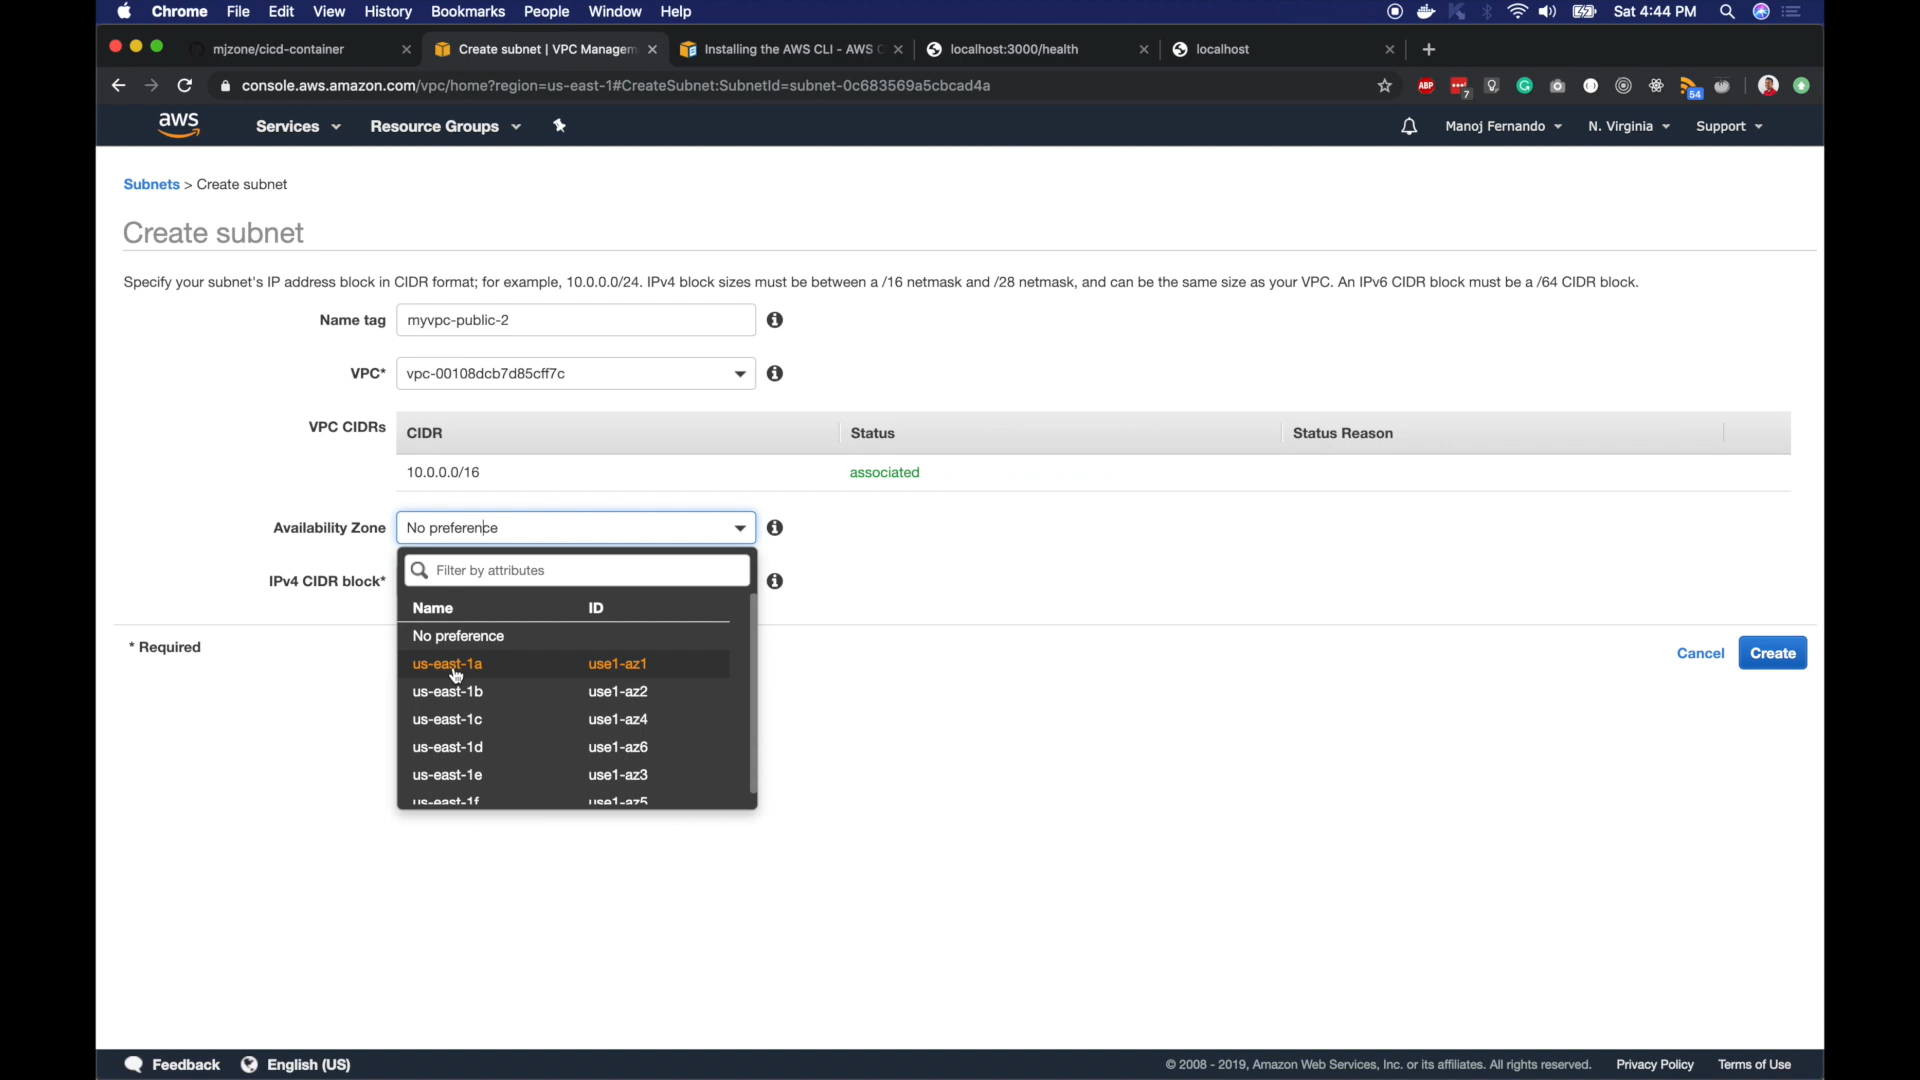 Chrome File Edit View History Bookmarks People Window Help Sat 4:44 PM
mjzone/cicd-container Create subnet | VPC Managem Installing the AWS CLI - AWS C localhost:3000/health localhost
console.aws.amazon.com/vpc/home?region=us-east-1#CreateSubnet:SubnetId=subnet-0c683569a5cbcad4a ABP 7 54
aws Services Resource Groups Manoj Fernando N. Virginia Support
Subnets > Create subnet
Create subnet
Specify your subnet's IP address block in CIDR format; for example, 10.0.0.0/24. IPv4 block sizes must be between a /16 netmask and /28 netmask, and can be the same size as your VPC. An IPv6 CIDR block must be a /64 CIDR block.
Name tag myvpc-public-2
VPC* vpc-00108dcb7d85cff7c
VPC CIDRs CIDR Status Status Reason
10.0.0.0/16 associated
Availability Zone No preference
Filter by attributes
IPv4 CIDR block*
Name ID
No preference
* Required
us-east-1a use1-az1
Cancel Create
us-east-1b use1-az2
us-east-1c use1-az4
us-east-1d use1-az6
us-east-1e use1-az3
us-east-1f use1-az5
Feedback English (US) © 2008 - 2019, Amazon Web Services, Inc. or its affiliates. All rights reserved. Privacy Policy Terms of Use